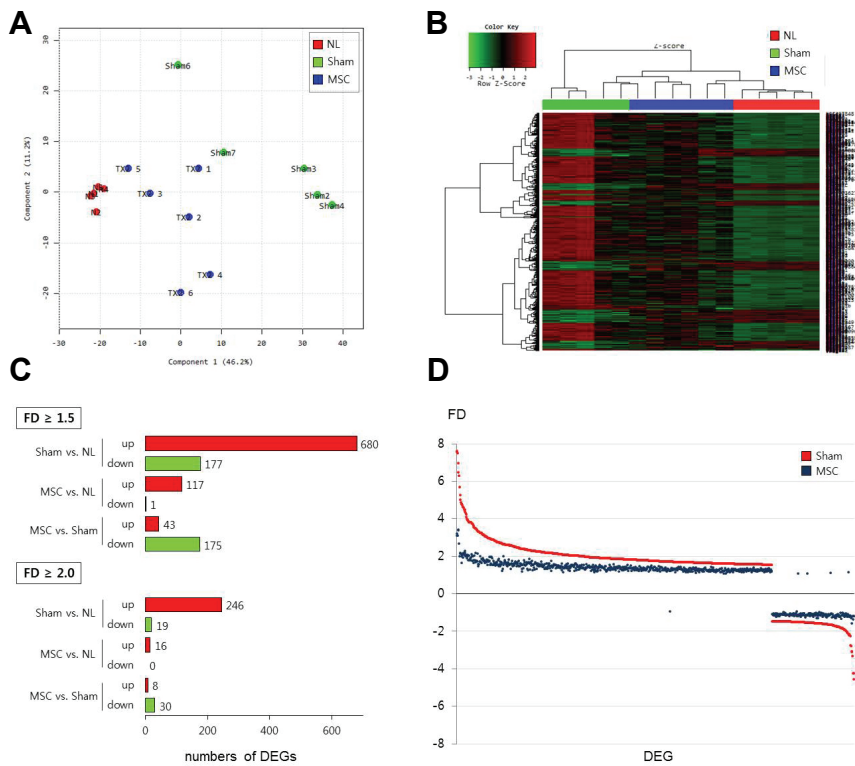 A
30
20
10
0
-10
-20
Component 2 (11.2%)
NL
Sham
MSC
Sham6
Sham7
TX 5
TX 1
Sham3
TX 3
Sham2
Sham4
N2
TX 2
TX 4
TX 6
-30
-20
-10
0
10
20
30
40
Component 1 (46.2%)
B
Color Key
-3 -2 -1 0 1 2
Row Z-Score
Z-score
NL
Sham
MSC
C
FD ≥ 1.5
Sham vs. NL
up
680
down
177
MSC vs. NL
up
117
down
1
MSC vs. Sham
up
43
down
175
FD ≥ 2.0
Sham vs. NL
up
246
down
19
MSC vs. NL
up
16
down
0
MSC vs. Sham
up
8
down
30
0 200 400 600
numbers of DEGs
D
FD
8
6
4
2
0
-2
-4
-6
-8
Sham
MSC
DEG